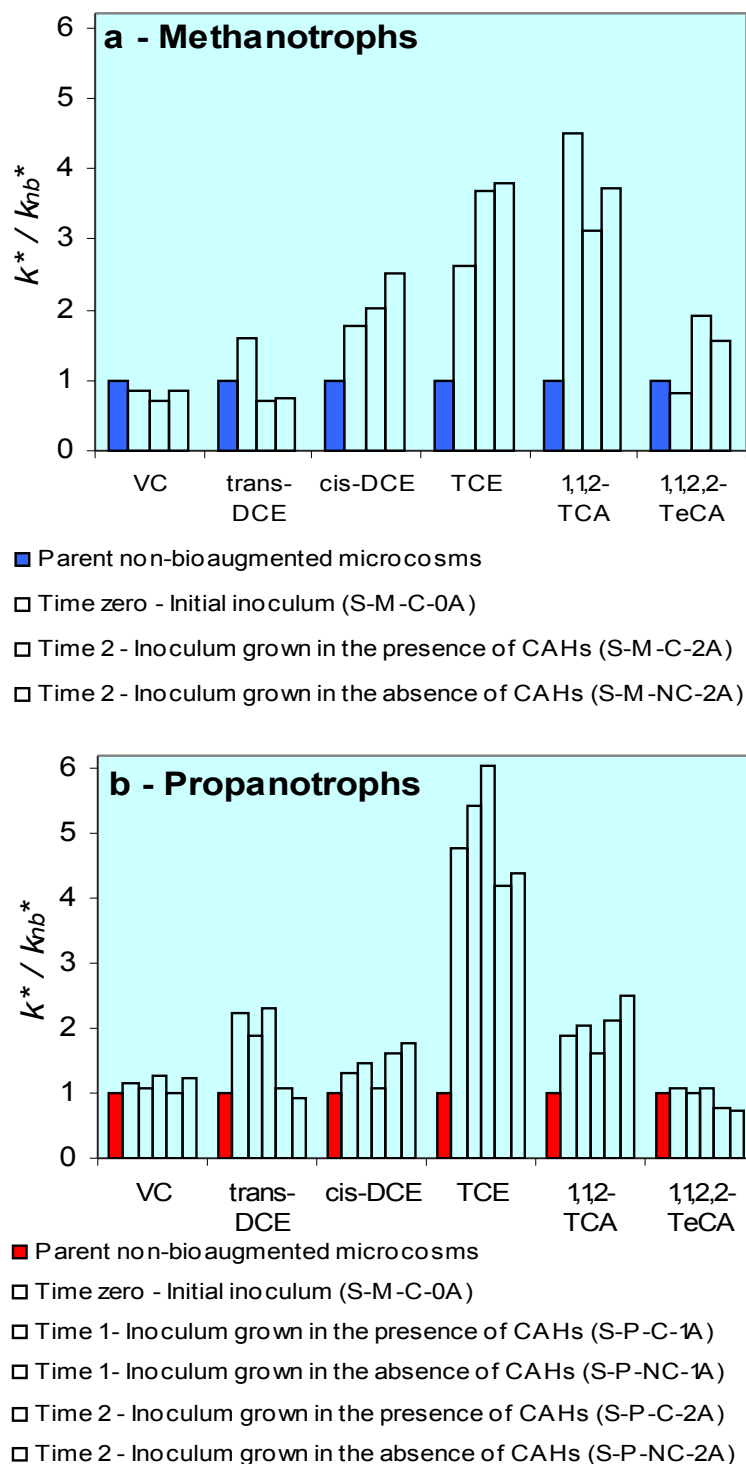 a - Methanotrophs
6
5
4
3
2
1
0
k* / knb*
VC
trans-DCE
cis-DCE
TCE
1,1,2-TCA
1,1,2,2-TeCA
Parent non-bioaugmented microcosms
Time zero - Initial inoculum (S-M-C-0A)
Time 2 - Inoculum grown in the presence of CAHs (S-M-C-2A)
Time 2 - Inoculum grown in the absence of CAHs (S-M-NC-2A)
b - Propanotrophs
6
5
4
3
2
1
0
k* / knb*
VC
trans-DCE
cis-DCE
TCE
1,1,2-TCA
1,1,2,2-TeCA
Parent non-bioaugmented microcosms
Time zero - Initial inoculum (S-M-C-0A)
Time 1- Inoculum grown in the presence of CAHs (S-P-C-1A)
Time 1- Inoculum grown in the absence of CAHs (S-P-NC-1A)
Time 2 - Inoculum grown in the presence of CAHs (S-P-C-2A)
Time 2 - Inoculum grown in the absence of CAHs (S-P-NC-2A)